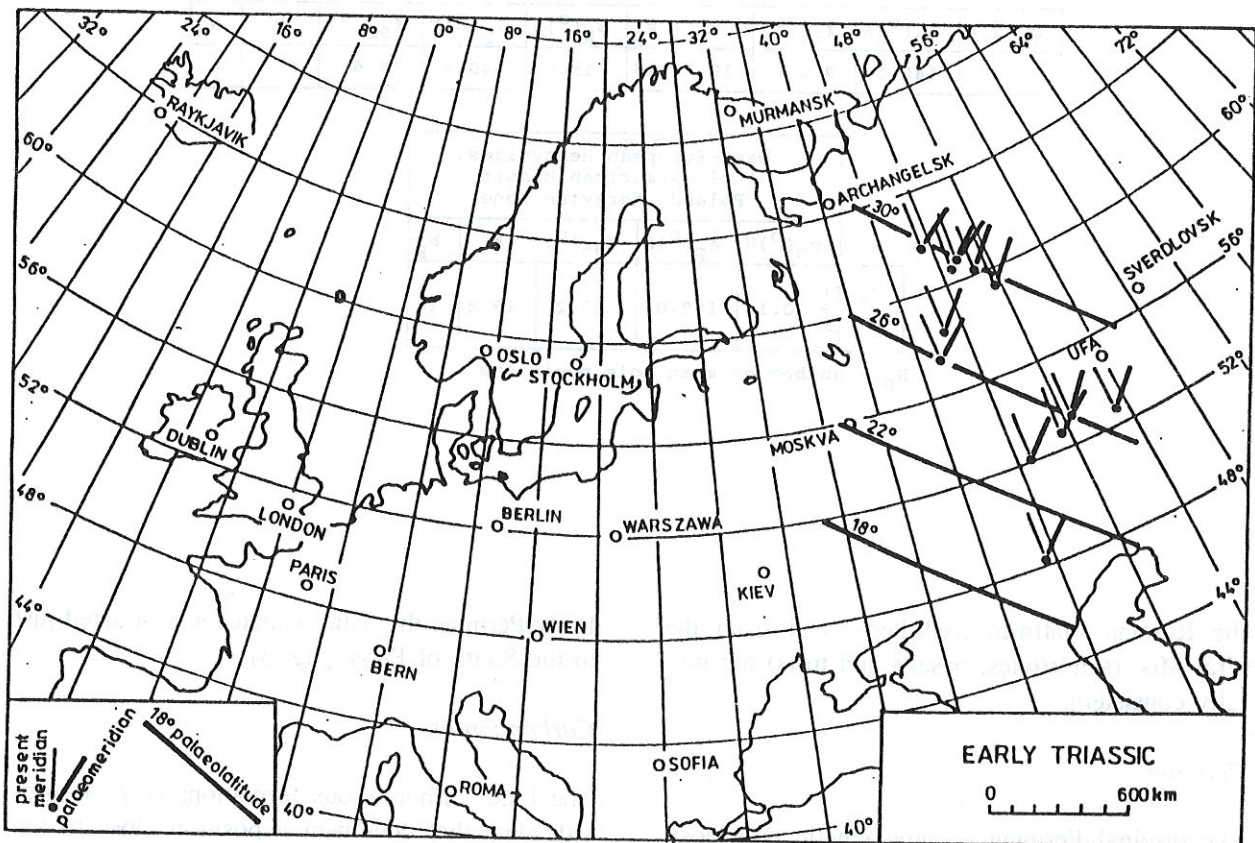 32° 24° 16° 8° 0° 8° 16° 24° 32° 40° 48° 56° 64° 72°
60°
56°
52°
48°
44°
40°
RAYKJAVIK
MURMANSK
ARCHANGELSK
SVERDLOVSK
UFA
OSLO
STOCKHOLM
MOSKVA
DUBLIN
LONDON
BERLIN
WARSZAWA
PARIS
KIEV
WIEN
BERN
ROMA
SOFIA
30°
26°
22°
18°
60°
56°
52°
48°
44°
40°
present
meridian
palaeomeridian
18° palaeolatitude
EARLY TRIASSIC
0 600km